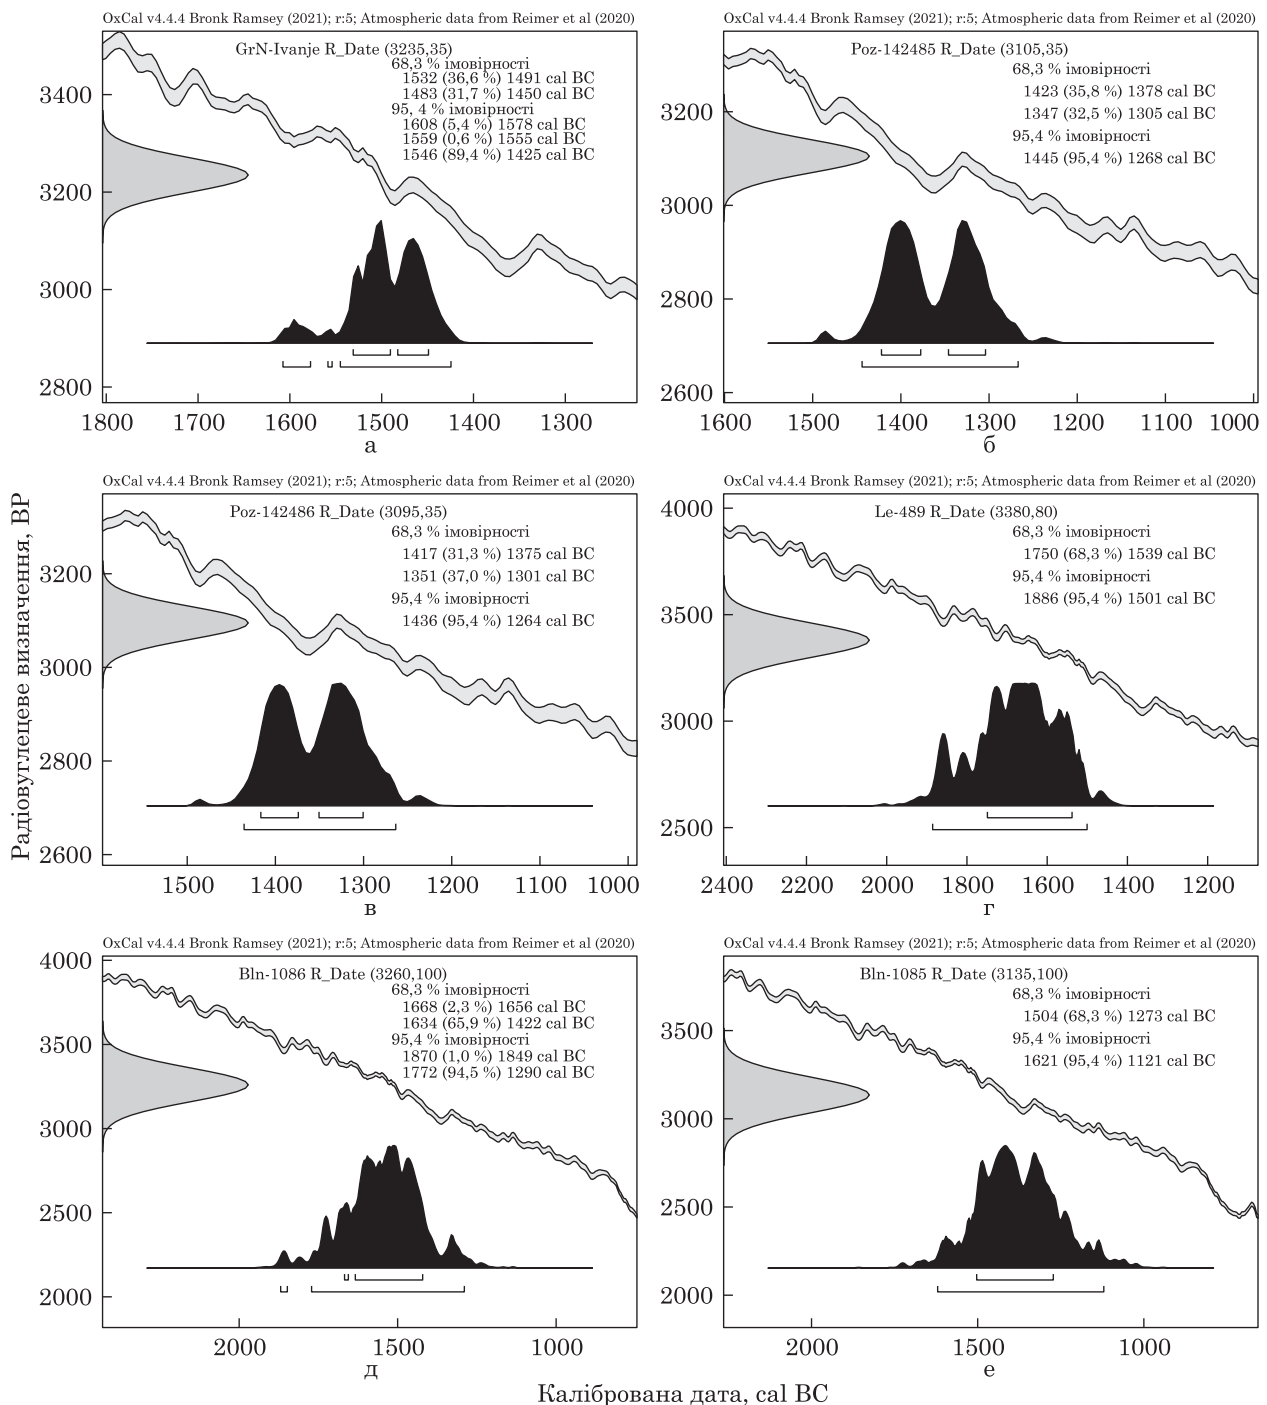 OxCal v4.4.4 Bronk Ramsey (2021); r:5; Atmospheric data from Reimer et al (2020)
GrN-Ivanje R_Date (3235,35)
68,3 % імовірності
1532 (36,6 %) 1491 cal BC
1483 (31,7 %) 1450 cal BC
95, 4 % імовірності
1608 (5,4 %) 1578 cal BC
1559 (0,6 %) 1555 cal BC
1546 (89,4 %) 1425 cal BC
3400
3200
3000
2800
1800 1700 1600 1500 1400 1300
а
OxCal v4.4.4 Bronk Ramsey (2021); r:5; Atmospheric data from Reimer et al (2020)
Poz-142485 R_Date (3105,35)
68,3 % імовірності
1423 (35,8 %) 1378 cal BC
1347 (32,5 %) 1305 cal BC
95,4 % імовірності
1445 (95,4 %) 1268 cal BC
3200
3000
2800
2600
1600 1500 1400 1300 1200 1100 1000
б
OxCal v4.4.4 Bronk Ramsey (2021); r:5; Atmospheric data from Reimer et al (2020)
Poz-142486 R_Date (3095,35)
68,3 % імовірності
1417 (31,3 %) 1375 cal BC
1351 (37,0 %) 1301 cal BC
95,4 % імовірності
1436 (95,4 %) 1264 cal BC
3200
3000
2800
2600
1500 1400 1300 1200 1100 1000
в
OxCal v4.4.4 Bronk Ramsey (2021); r:5; Atmospheric data from Reimer et al (2020)
Le-489 R_Date (3380,80)
68,3 % імовірності
1750 (68,3 %) 1539 cal BC
95,4 % імовірності
1886 (95,4 %) 1501 cal BC
4000
3500
3000
2500
2400 2200 2000 1800 1600 1400 1200
г
OxCal v4.4.4 Bronk Ramsey (2021); r:5; Atmospheric data from Reimer et al (2020)
Bln-1086 R_Date (3260,100)
68,3 % імовірності
1668 (2,3 %) 1656 cal BC
1634 (65,9 %) 1422 cal BC
95,4 % імовірності
1870 (1,0 %) 1849 cal BC
1772 (94,5 %) 1290 cal BC
4000
3500
3000
2500
2000
2000 1500 1000
д
OxCal v4.4.4 Bronk Ramsey (2021); r:5; Atmospheric data from Reimer et al (2020)
Bln-1085 R_Date (3135,100)
68,3 % імовірності
1504 (68,3 %) 1273 cal BC
95,4 % імовірності
1621 (95,4 %) 1121 cal BC
3500
3000
2500
2000
2000 1500 1000
е
Радіовуглецеве визначення, BP
Калібрована дата, cal BC